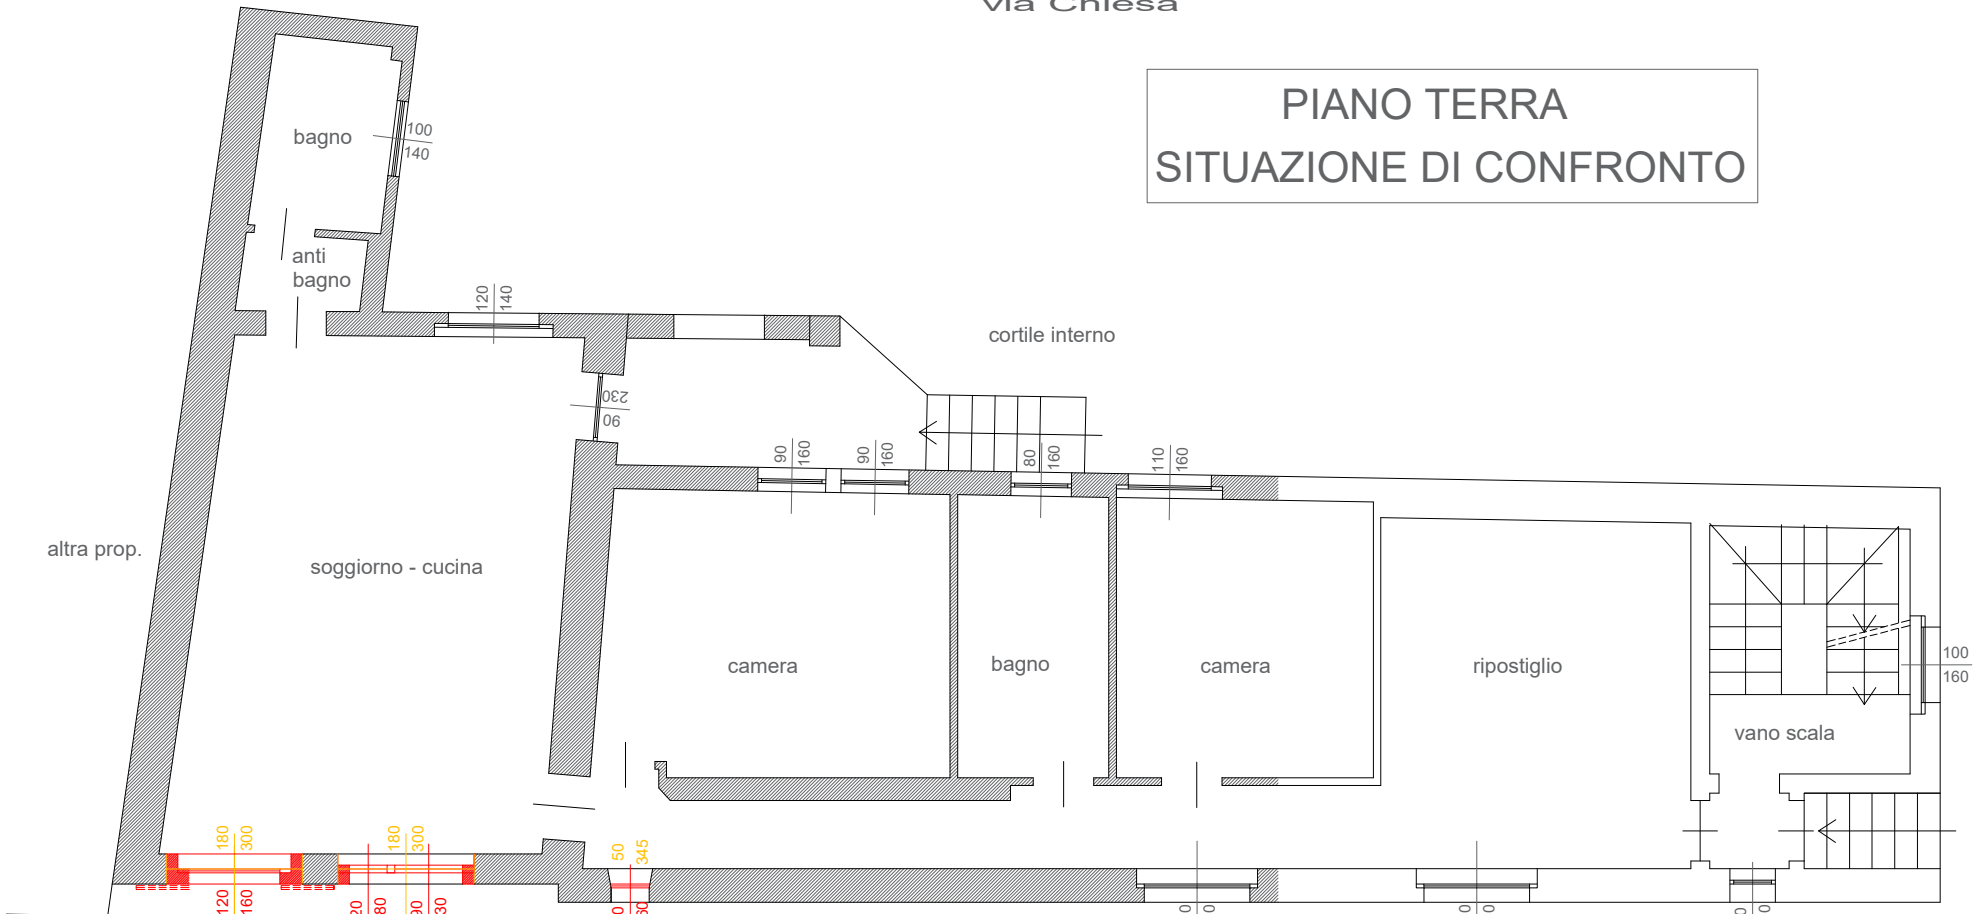 via Chiesa
PIANO TERRA
SITUAZIONE DI CONFRONTO
bagno
100
140
anti
bagno
120
140
cortile interno
230
90
90
160
90
160
80
160
110
160
altra prop.
soggiorno - cucina
camera
bagno
camera
ripostiglio
100
160
vano scala
180
300
180
300
50
345
120
160